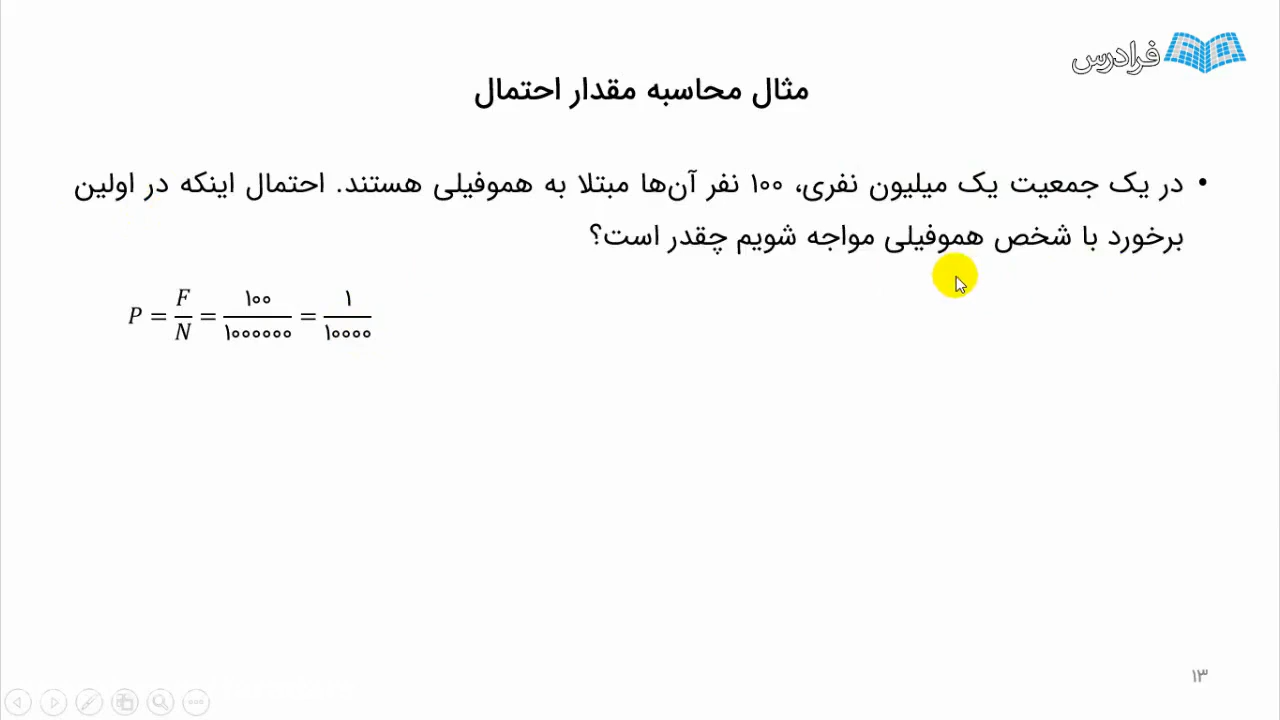 فرادرس
مثال محاسبه مقدار احتمال
• در یک جمعیت یک میلیون نفری، ۱۰۰ نفر آن‌ها مبتلا به هموفیلی هستند. احتمال اینکه در اولین
برخورد با شخص هموفیلی مواجه شویم چقدر است؟
P = F/N = ۱۰۰/۱۰۰۰۰۰۰ = ۱/۱۰۰۰۰
۱۳